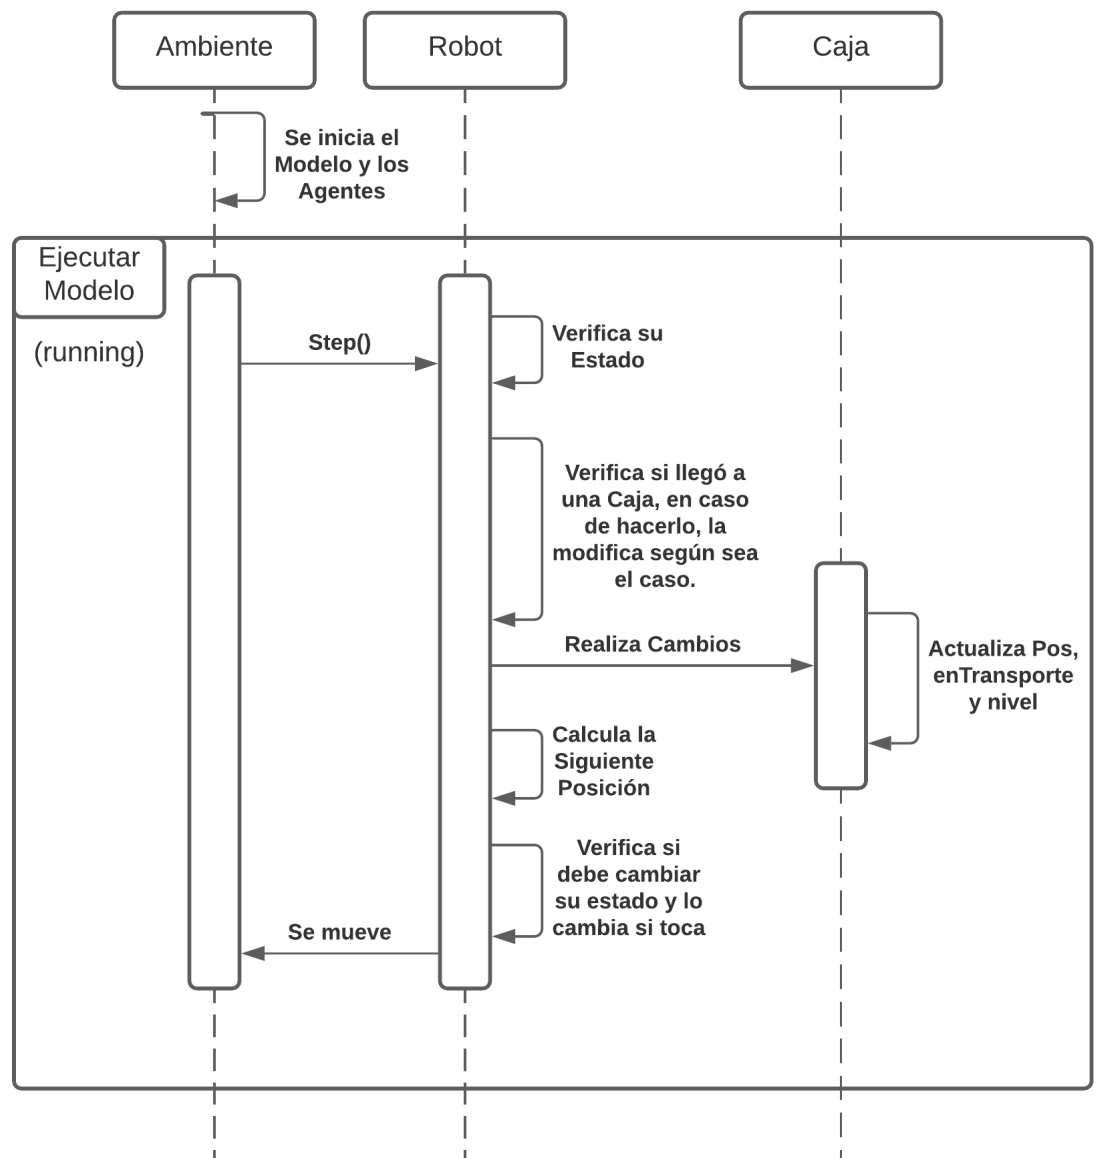 Ambiente
Robot
Caja
Se inicia el
Modelo y los
Agentes
Ejecutar
Modelo
(running)
Step()
Verifica su
Estado
Verifica si llegó a
una Caja, en caso
de hacerlo, la
modifica según sea
el caso.
Realiza Cambios
Actualiza Pos,
enTransporte
y nivel
Calcula la
Siguiente
Posición
Verifica si
debe cambiar
su estado y lo
cambia si toca
Se mueve